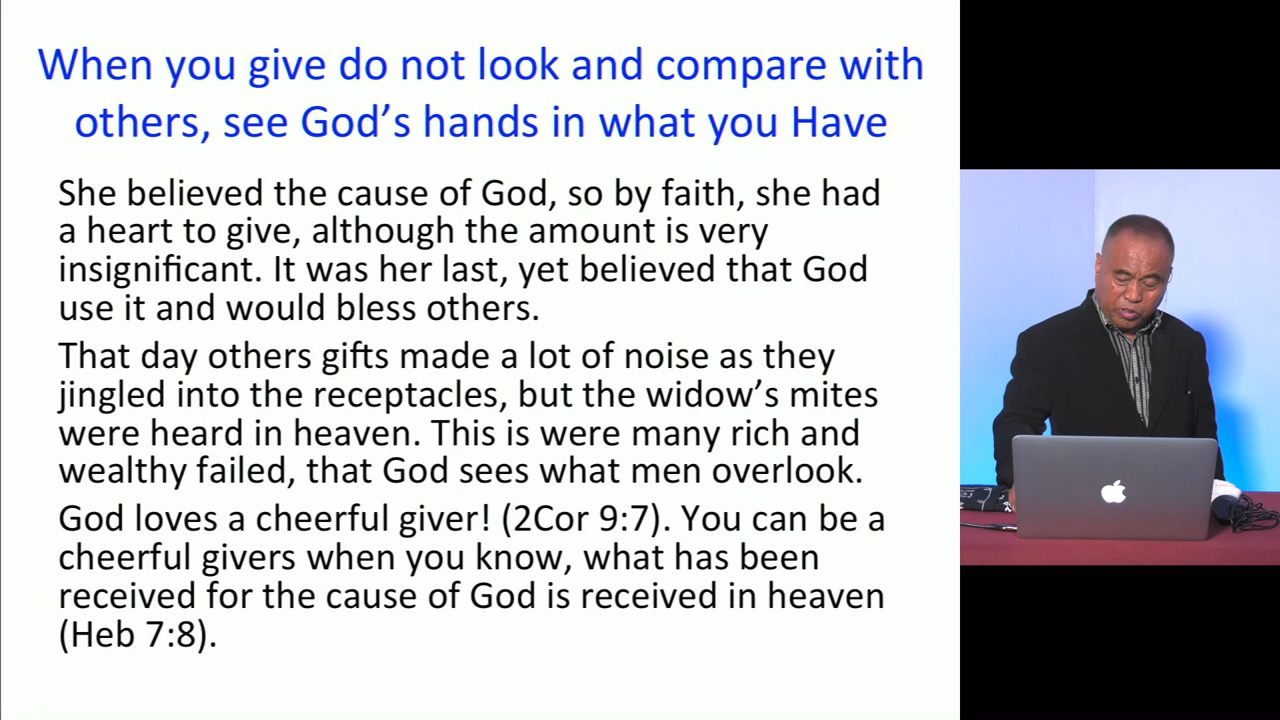 When you give do not look and compare with
others, see God’s hands in what you Have
She believed the cause of God, so by faith, she had
a heart to give, although the amount is very
insignificant. It was her last, yet believed that God
use it and would bless others.
That day others gifts made a lot of noise as they
jingled into the receptacles, but the widow’s mites
were heard in heaven. This is were many rich and
wealthy failed, that God sees what men overlook.
God loves a cheerful giver! (2Cor 9:7). You can be a
cheerful givers when you know, what has been
received for the cause of God is received in heaven
(Heb 7:8).